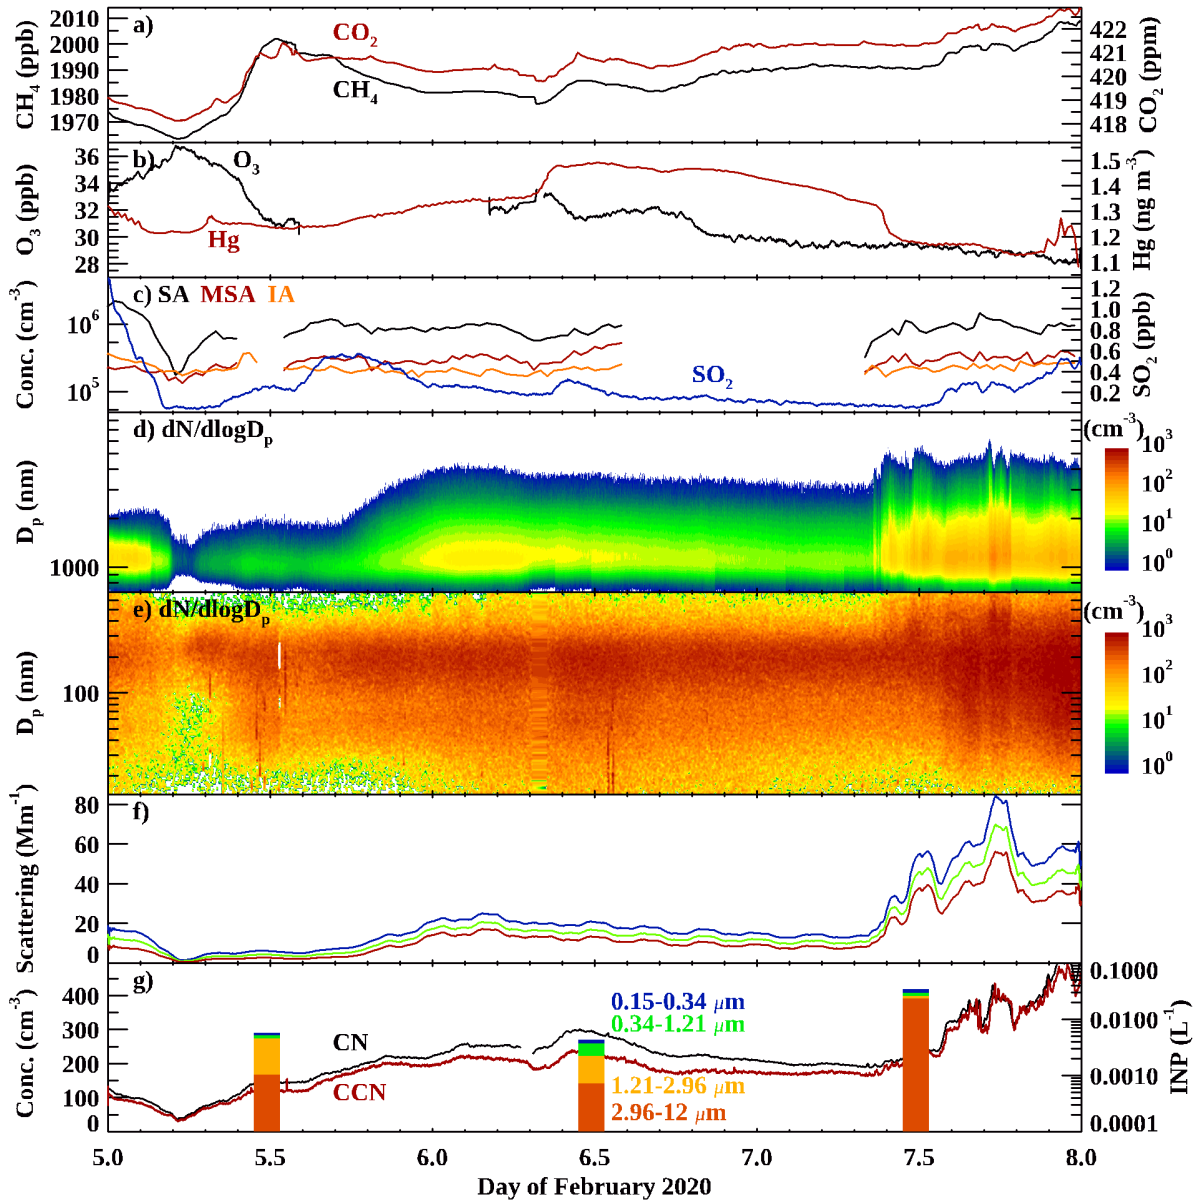 a)
2010
2000
1990
1980
1970
CH4 (ppb)
CO2
CH4
422
421
420
419
418
CO2 (ppm)
b)
36
34
32
30
28
O3 (ppb)
O3
Hg
1.5
1.4
1.3
1.2
1.1
Hg (ng m-3)
c) SA MSA IA
10^6
10^5
Conc. (cm-3)
SO2
1.2
1.0
0.8
0.6
0.4
0.2
SO2 (ppb)
d) dN/dlogDp
1000
Dp (nm)
(cm-3)
10^3
10^2
10^1
10^0
e) dN/dlogDp
100
Dp (nm)
(cm-3)
10^3
10^2
10^1
10^0
f)
80
60
40
20
0
Scattering (Mm-1)
g)
400
300
200
100
0
Conc. (cm-3)
CN
CCN
0.15-0.34 μm
0.34-1.21 μm
1.21-2.96 μm
2.96-12 μm
0.1000
0.0100
0.0010
0.0001
INP (L-1)
5.0 5.5 6.0 6.5 7.0 7.5 8.0
Day of February 2020